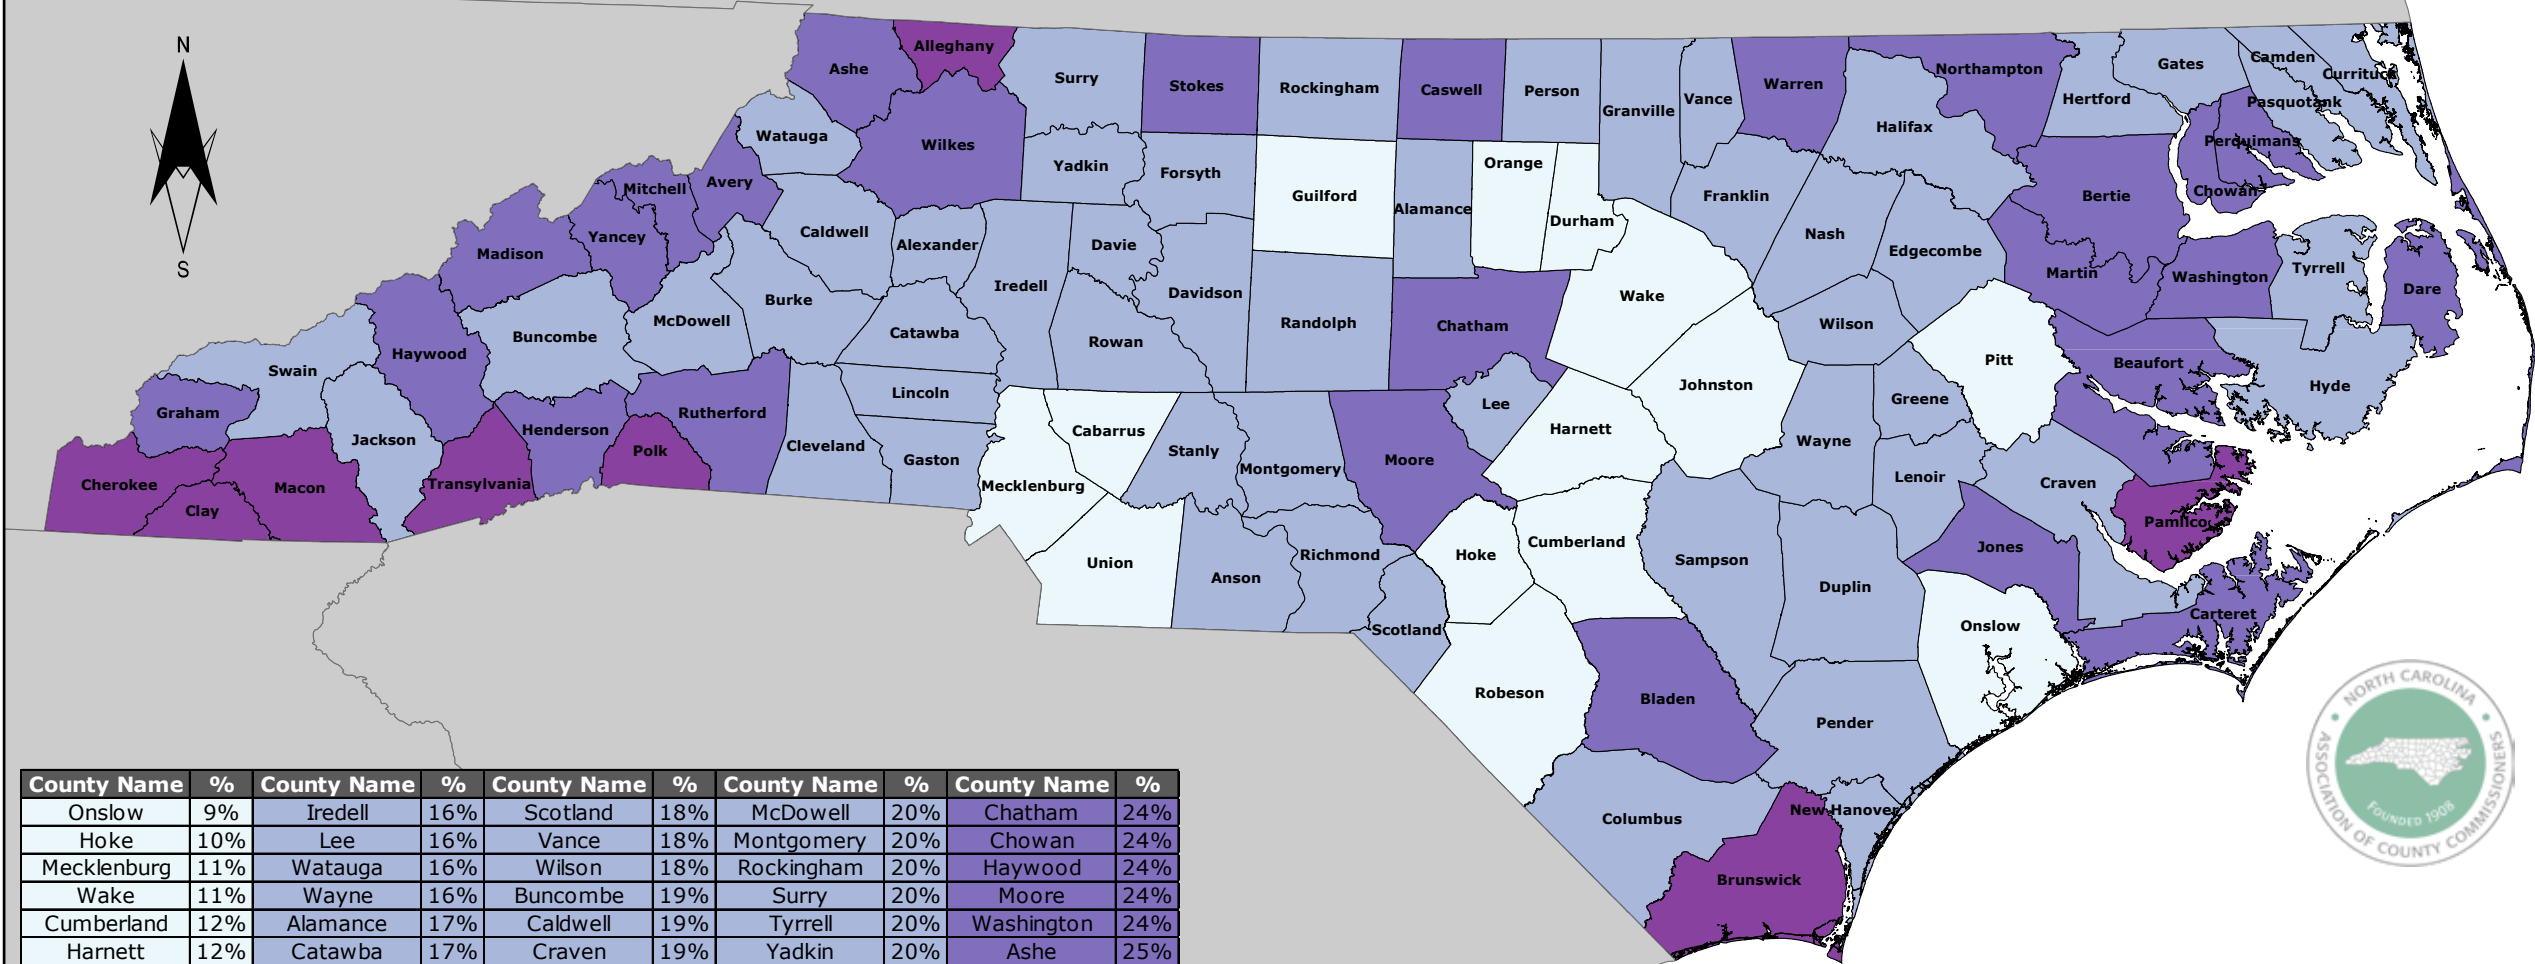 N
S
Alleghany
Ashe
Surry
Stokes
Rockingham
Caswell
Person
Granville
Vance
Warren
Northampton
Hertford
Gates
Camden
Currituck
Pasquotank
Perquimans
Chowan
Halifax
Watauga
Wilkes
Yadkin
Forsyth
Guilford
Alamance
Orange
Durham
Franklin
Nash
Edgecombe
Bertie
Martin
Washington
Tyrrell
Dare
Mitchell
Avery
Yancey
Madison
Caldwell
Alexander
Davie
Iredell
Davidson
Randolph
Chatham
Wake
Wilson
Pitt
Beaufort
Hyde
Burke
McDowell
Buncombe
Catawba
Rowan
Haywood
Swain
Graham
Jackson
Henderson
Rutherford
Polk
Cleveland
Lincoln
Gaston
Cabarrus
Mecklenburg
Stanly
Montgomery
Moore
Lee
Harnett
Johnston
Wayne
Greene
Lenoir
Craven
Pamlico
Cherokee
Clay
Macon
Transylvania
Union
Anson
Richmond
Hoke
Cumberland
Sampson
Duplin
Jones
Onslow
Carteret
Scotland
Robeson
Bladen
Pender
Columbus
New Hanover
Brunswick
NORTH CAROLINA
ASSOCIATION OF COUNTY COMMISSIONERS
FOUNDED 1908
County Name % County Name % County Name % County Name % County Name %
Onslow 9% Iredell 16% Scotland 18% McDowell 20% Chatham 24%
Hoke 10% Lee 16% Vance 18% Montgomery 20% Chowan 24%
Mecklenburg 11% Watauga 16% Wilson 18% Rockingham 20% Haywood 24%
Wake 11% Wayne 16% Buncombe 19% Surry 20% Moore 24%
Cumberland 12% Alamance 17% Caldwell 19% Tyrrell 20% Washington 24%
Harnett 12% Catawba 17% Craven 19% Yadkin 20% Ashe 25%